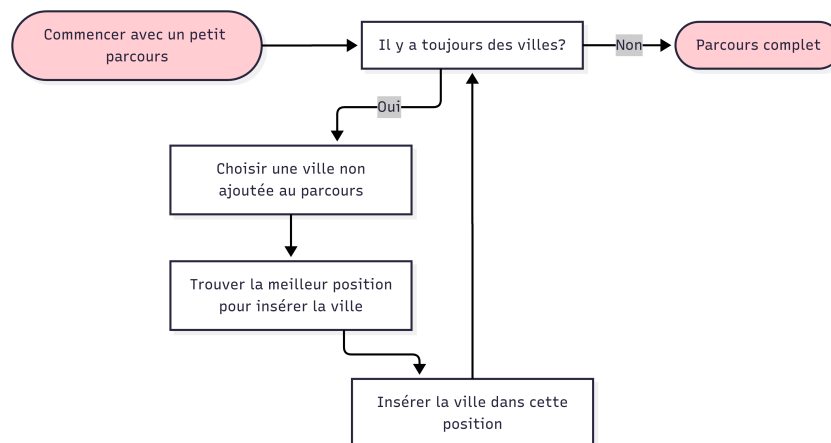 Commencer avec un petit
parcours
Il y a toujours des villes?
Non
Parcours complet
Oui
Choisir une ville non
ajoutée au parcours
Trouver la meilleur position
pour insérer la ville
Insérer la ville dans cette
position